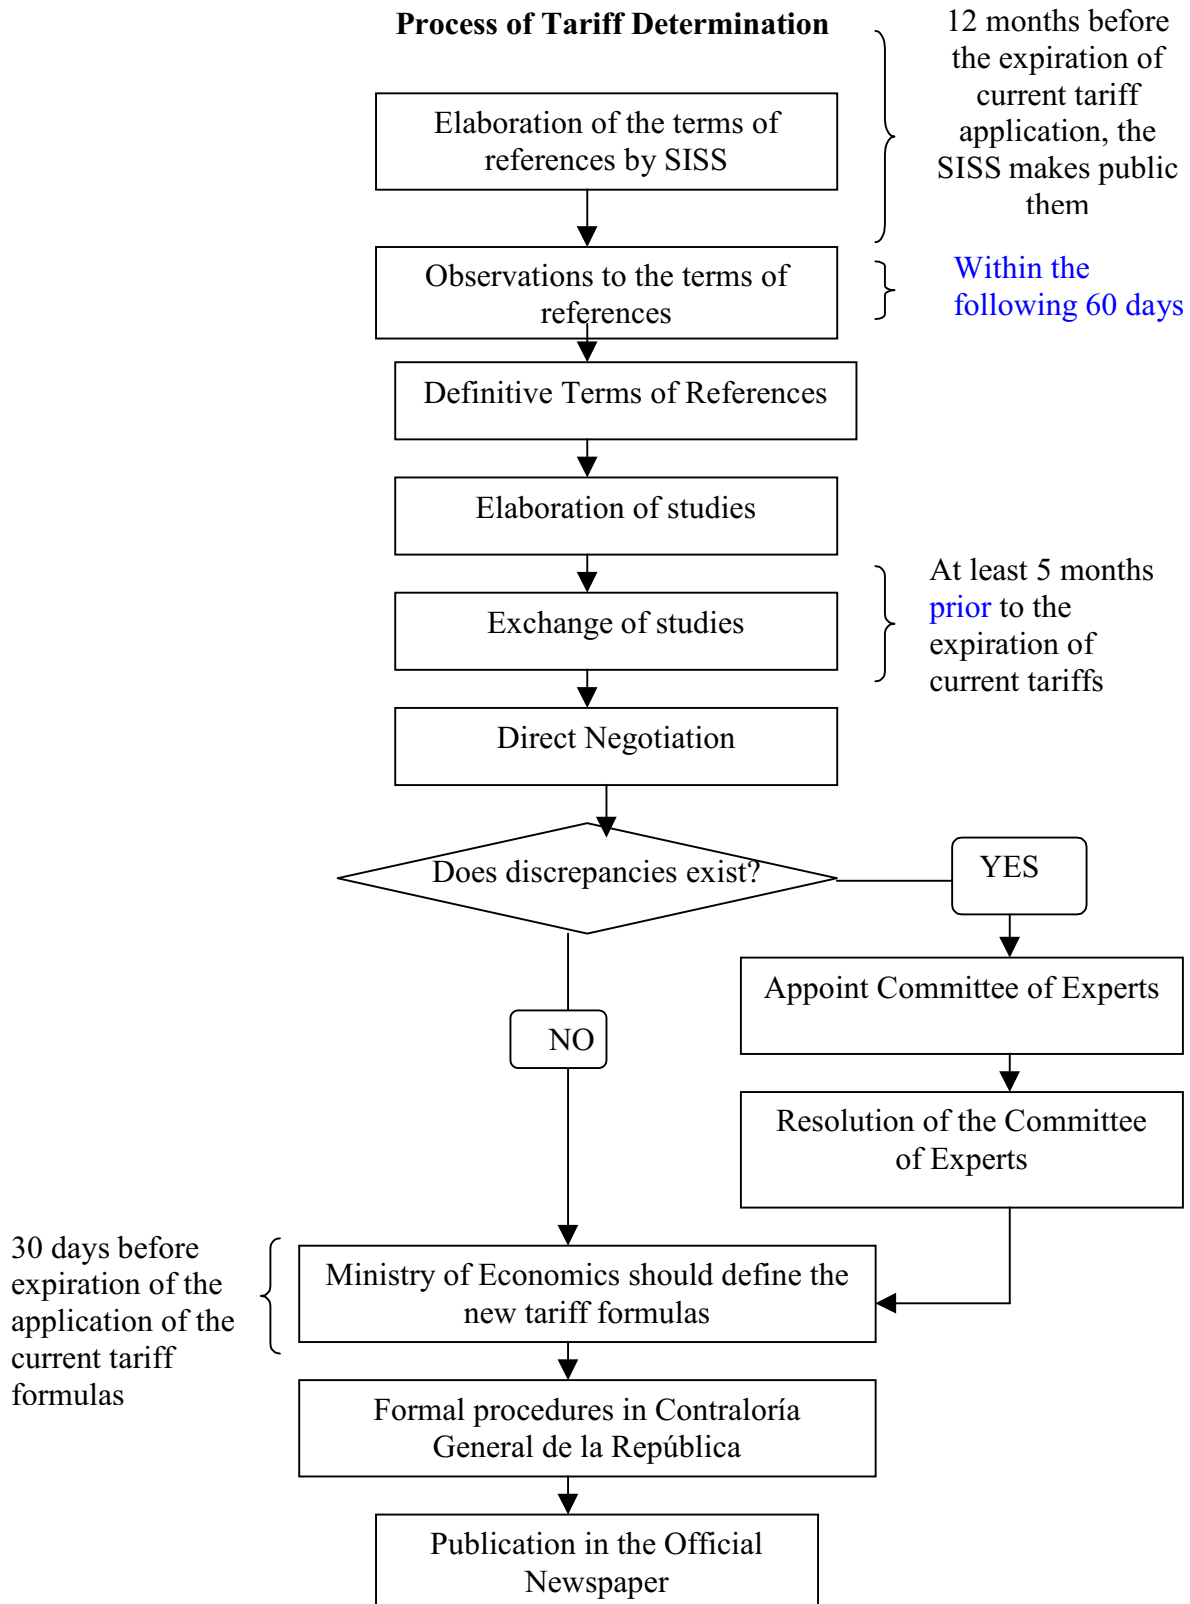 Process of Tariff Determination
12 months before
the expiration of
current tariff
application, the
SISS makes public
them
Elaboration of the terms of
references by SISS
Observations to the terms of
references
Within the
following 60 days
Definitive Terms of References
Elaboration of studies
Exchange of studies
At least 5 months
prior to the
expiration of
current tariffs
Direct Negotiation
Does discrepancies exist?
YES
Appoint Committee of Experts
NO
Resolution of the Committee
of Experts
30 days before
expiration of the
application of the
current tariff
formulas
Ministry of Economics should define the
new tariff formulas
Formal procedures in Contraloría
General de la República
Publication in the Official
Newspaper